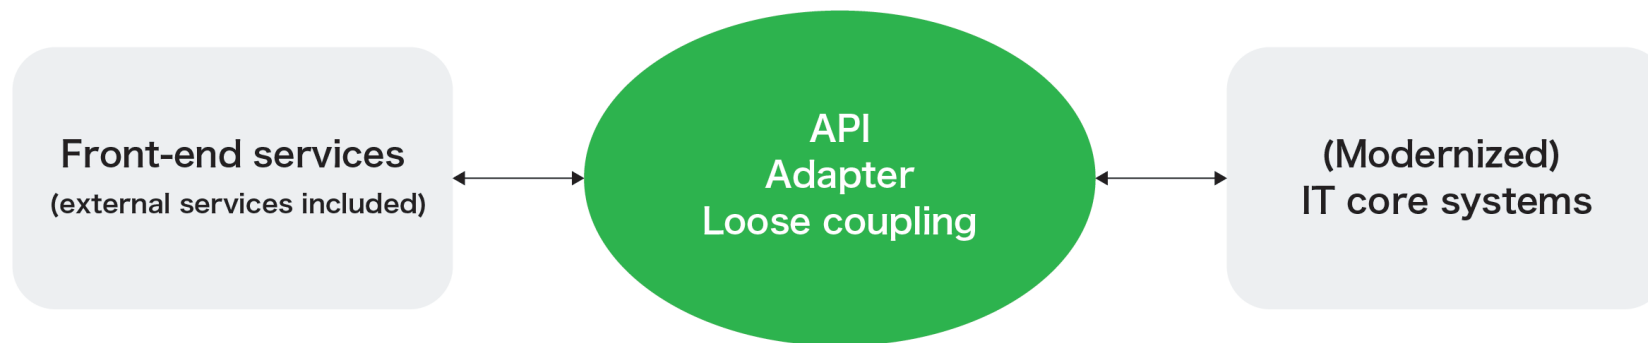 Front-end services
(external services included)
API
Adapter
Loose coupling
(Modernized)
IT core systems